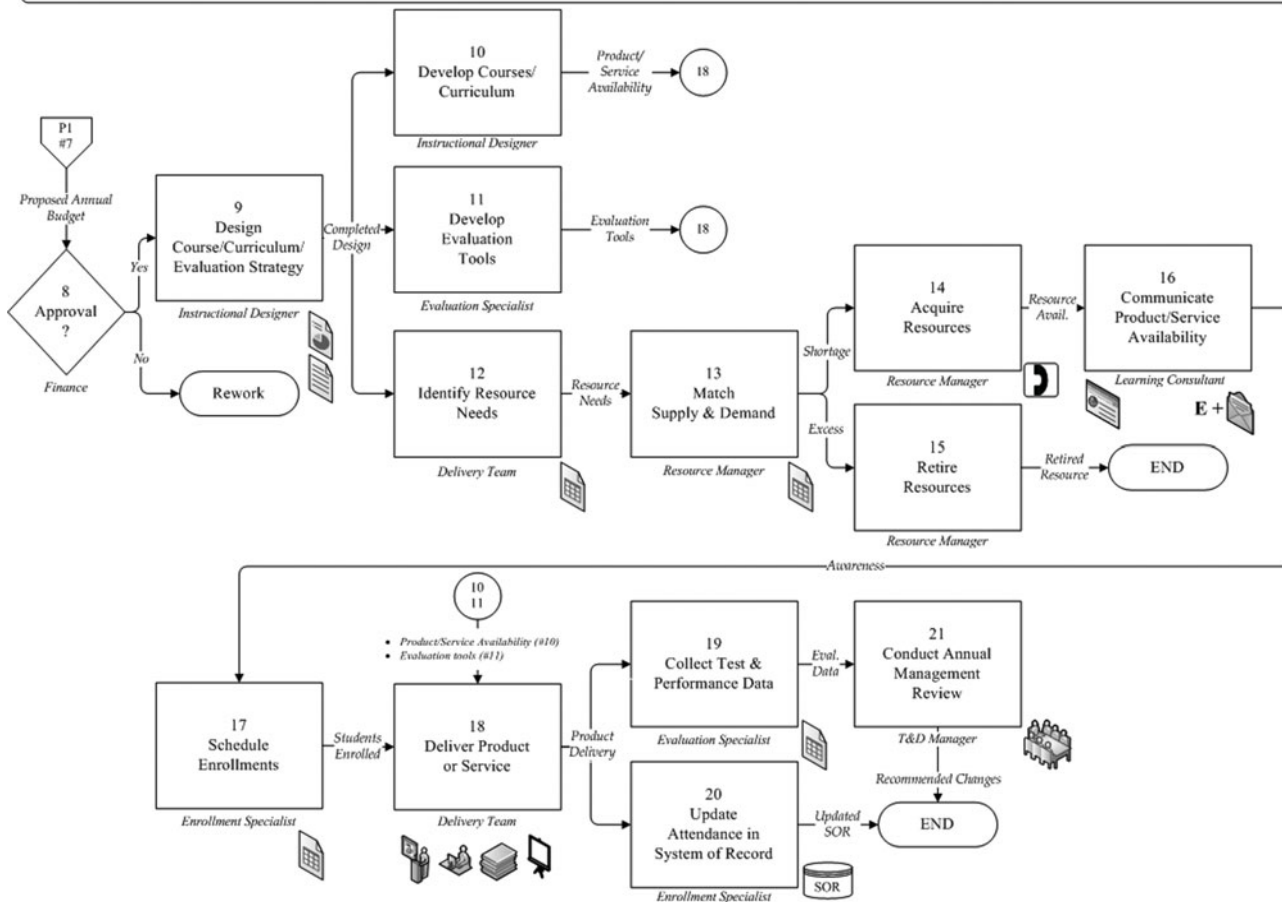 P1
#7
Proposed Annual
Budget
8
Approval
?
Finance
Yes
No
9
Design
Course/Curriculum/
Evaluation Strategy
Instructional Designer
Rework
Completed
Design
10
Develop Courses/
Curriculum
Instructional Designer
Product/
Service
Availability
18
11
Develop
Evaluation
Tools
Evaluation Specialist
Evaluation
Tools
18
12
Identify Resource
Needs
Delivery Team
Resource
Needs
13
Match
Supply & Demand
Resource Manager
Shortage
Excess
14
Acquire
Resources
Resource Manager
Resource
Avail.
16
Communicate
Product/Service
Availability
Learning Consultant
E +
15
Retire
Resources
Resource Manager
Retired
Resource
END
Awareness
17
Schedule
Enrollments
Enrollment Specialist
Students
Enrolled
10
11
• Product/Service Availability (#10)
• Evaluation tools (#11)
18
Deliver Product
or Service
Delivery Team
Product
Delivery
19
Collect Test &
Performance Data
Evaluation Specialist
Eval.
Data
21
Conduct Annual
Management
Review
T&D Manager
Recommended Changes
20
Update
Attendance in
System of Record
Enrollment Specialist
Updated
SOR
END
SOR